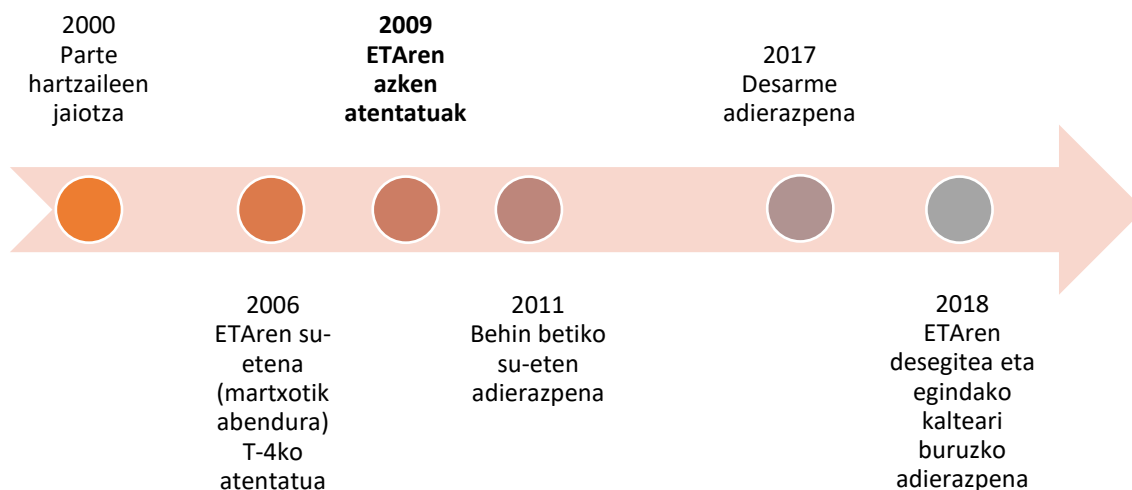 2000
Parte
hartzaileen
jaiotza
2006
ETAren su-
etena
(martxotik
abendura)
T-4ko
atentatua
2009
ETAren
azken
atentatuak
2011
Behin betiko
su-eten
adierazpena
2017
Desarme
adierazpena
2018
ETAren
desegitea eta
egindako
kalteari
buruzko
adierazpena